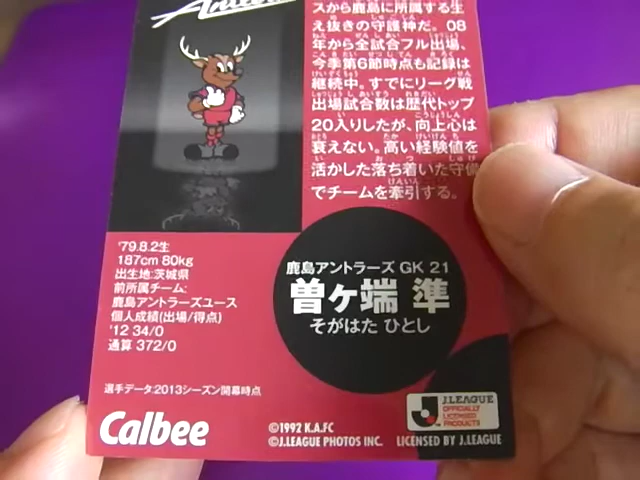 Antlers
スから鹿島に所属する生
え抜きの守護神だ。08
年から全試合フル出場、
今季第6節時点も記録は
継続中。すでにリーグ戦
出場試合数は歴代トップ
20入りしたが、向上心は
衰えない。高い経験値を
活かした落ち着いた守備
でチームを牽引する。
'79.8.2生
187cm 80kg
出生地:茨城県
前所属チーム:
鹿島アントラーズユース
個人成績(出場/得点)
'12 34/0
通算 372/0
鹿島アントラーズ GK 21
曽ヶ端 準
そがはた ひとし
選手データ:2013シーズン開幕時点
Calbee
©1992 K.A.FC
©J.LEAGUE PHOTOS INC.
J.LEAGUE
OFFICIALLY
LICENSED
PRODUCTS
LICENSED BY J.LEAGUE